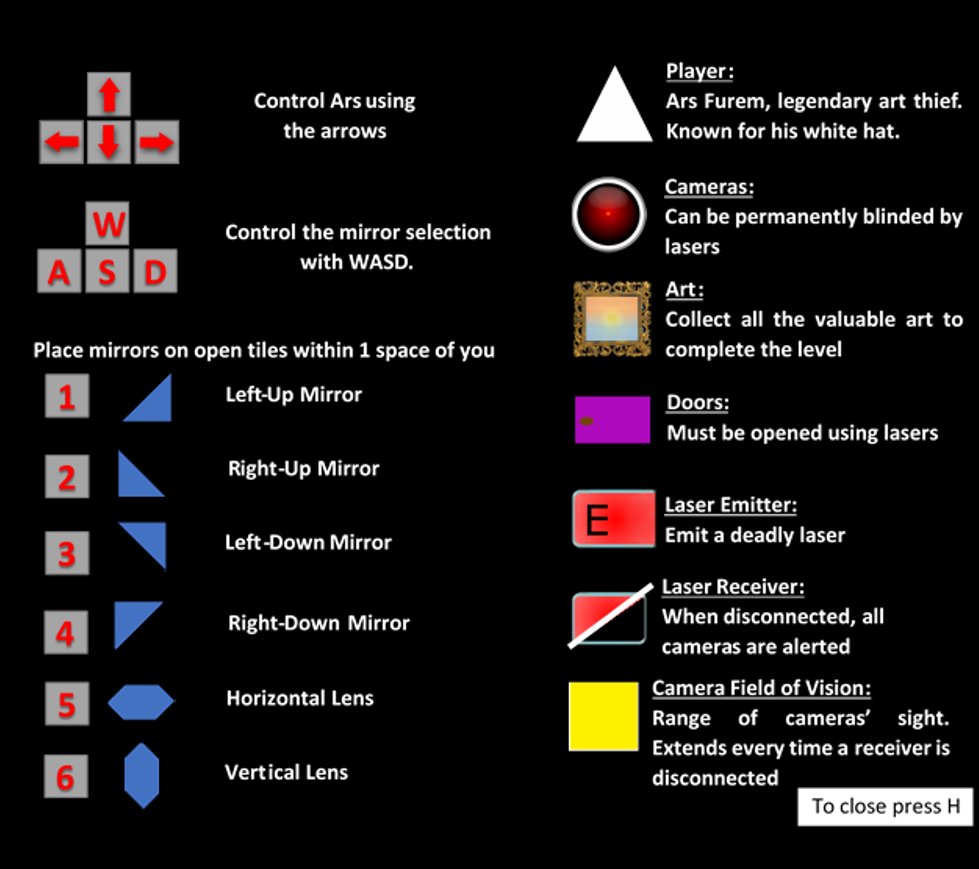 Control Ars using
the arrows
W
A S D
Control the mirror selection
with WASD.
Place mirrors on open tiles within 1 space of you
1
Left-Up Mirror
2
Right-Up Mirror
3
Left-Down Mirror
4
Right-Down Mirror
5
Horizontal Lens
6
Vertical Lens
Player:
Ars Furem, legendary art thief.
Known for his white hat.
Cameras:
Can be permanently blinded by
lasers
Art:
Collect all the valuable art to
complete the level
Doors:
Must be opened using lasers
E
Laser Emitter:
Emit a deadly laser
Laser Receiver:
When disconnected, all
cameras are alerted
Camera Field of Vision:
Range of cameras’ sight.
Extends every time a receiver is
disconnected
To close press H